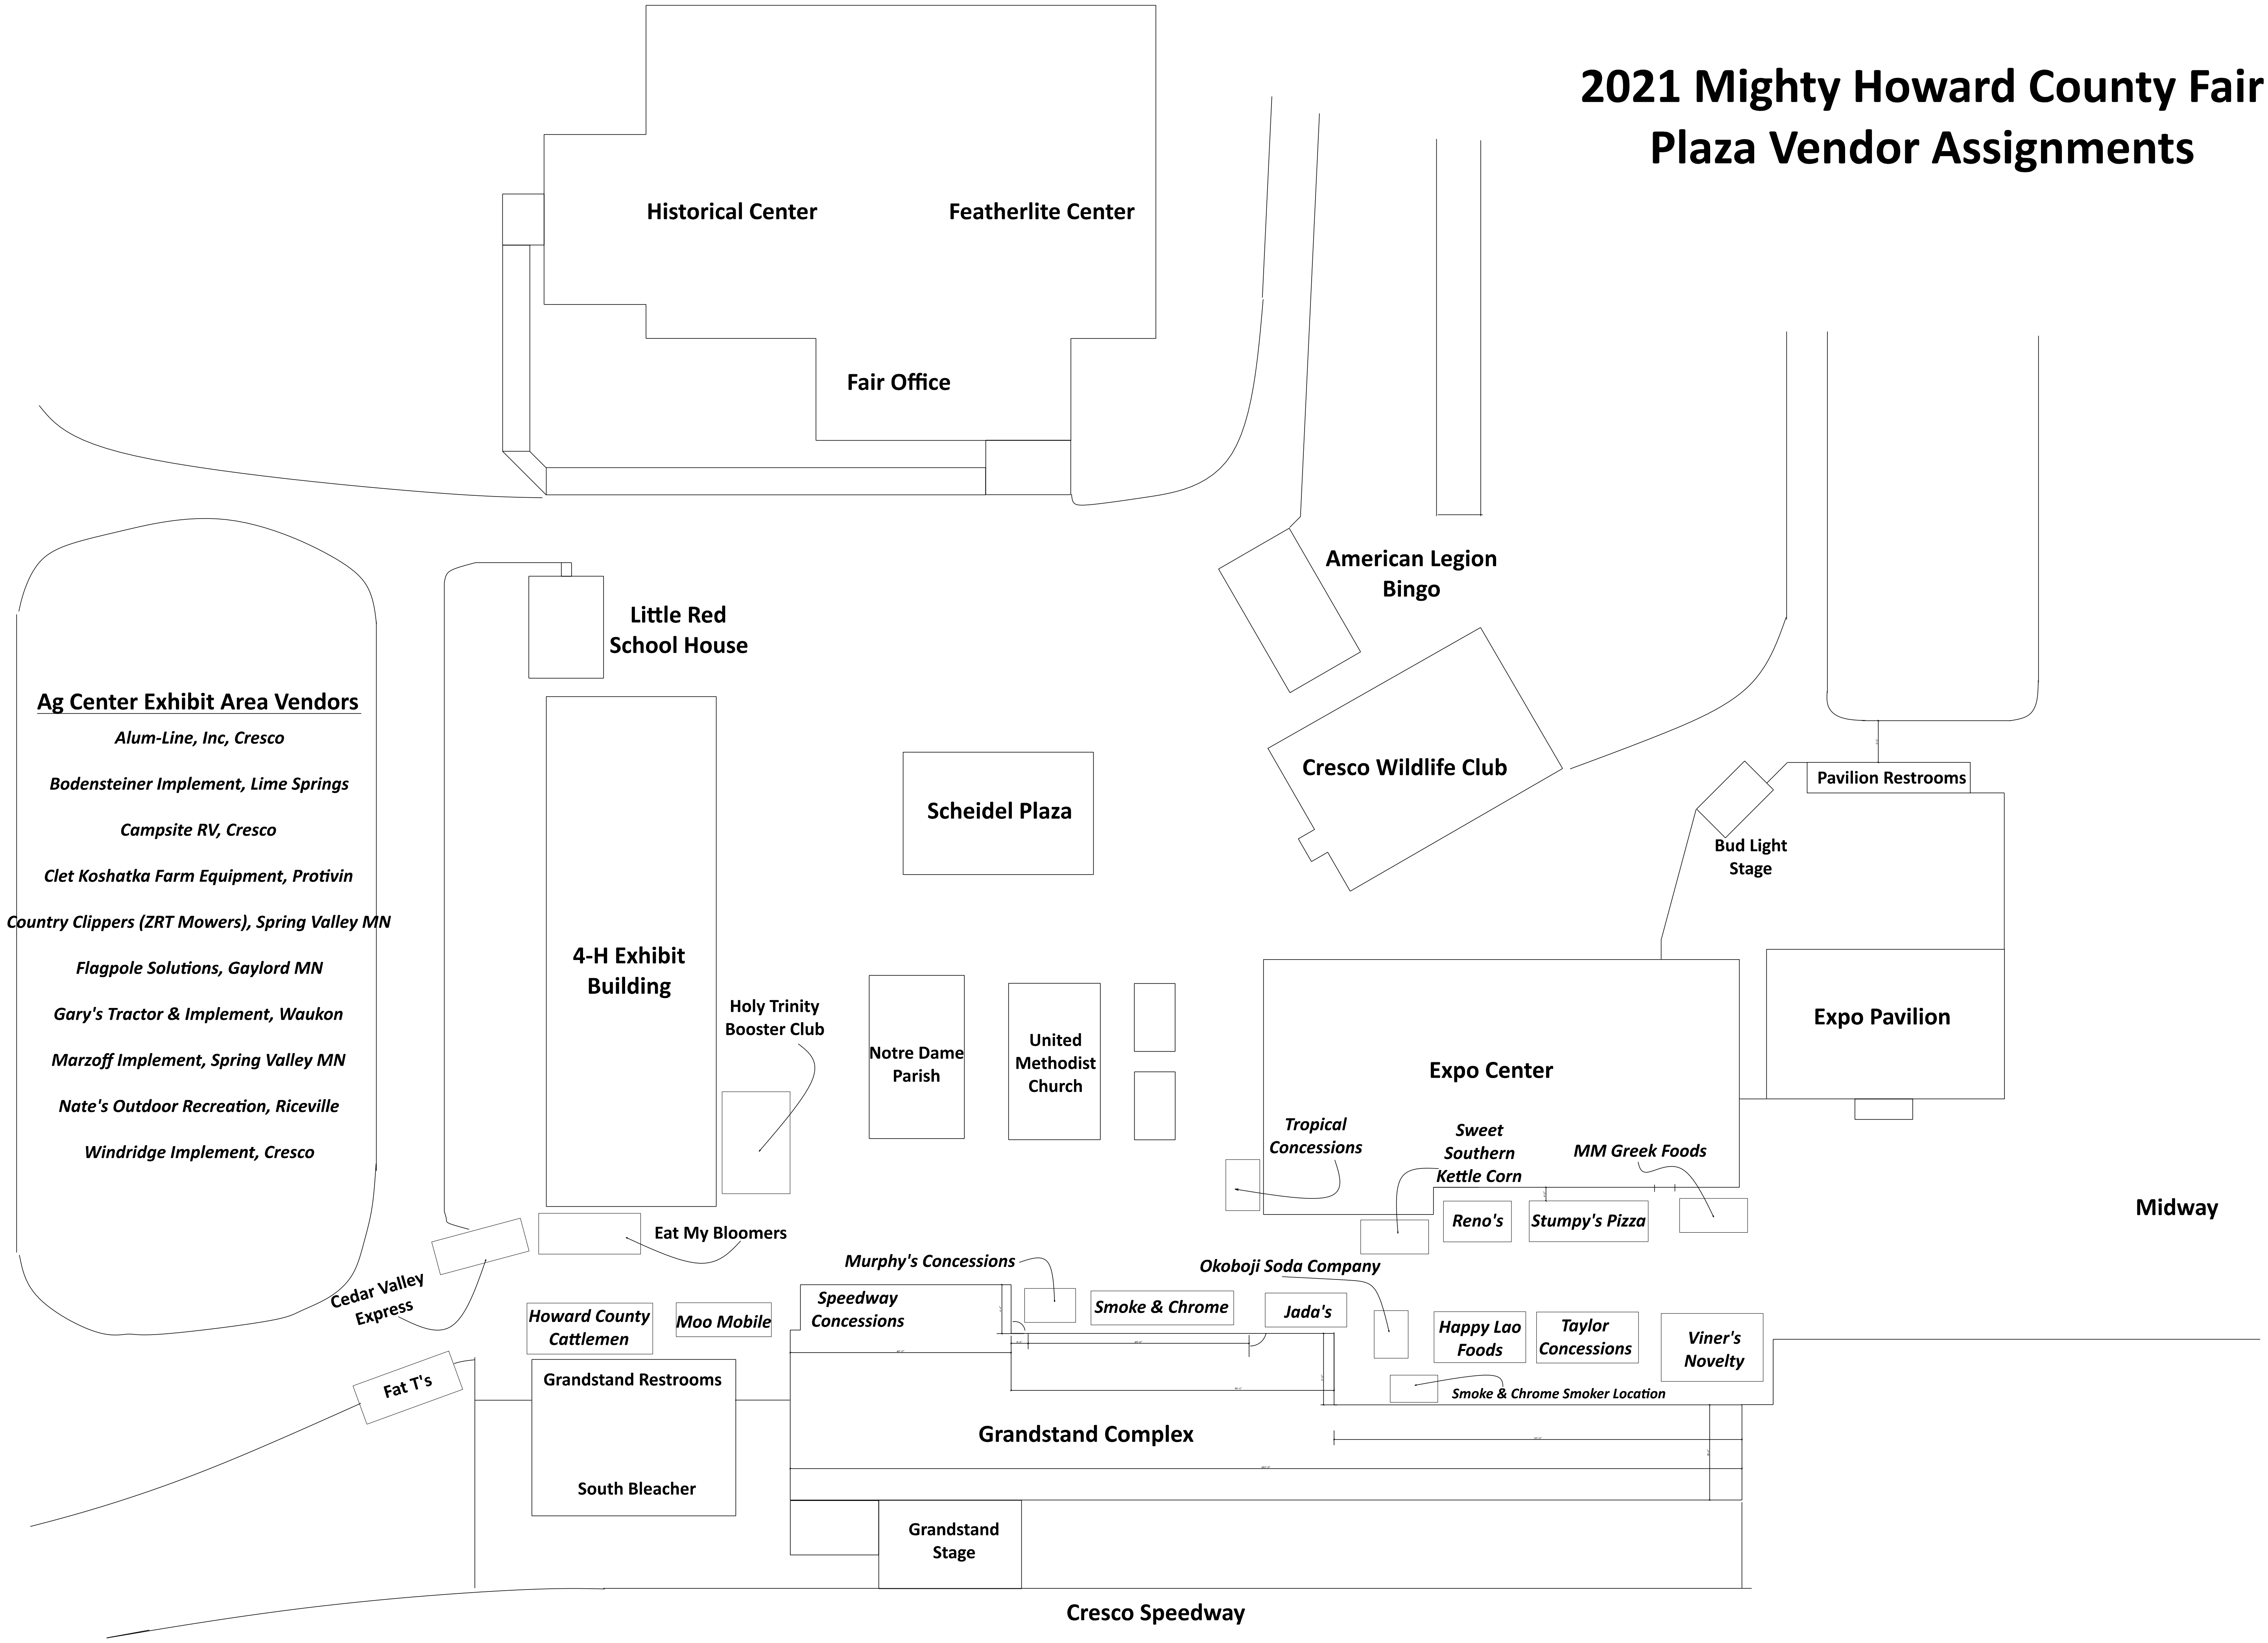 2021 Mighty Howard County Fair
Plaza Vendor Assignments
Historical Center
Featherlite Center
Fair Office
American Legion
Bingo
Little Red
School House
Ag Center Exhibit Area Vendors
Alum-Line, Inc, Cresco
Bodensteiner Implement, Lime Springs
Campsite RV, Cresco
Clet Koshatka Farm Equipment, Protivin
Country Clippers (ZRT Mowers), Spring Valley MN
Flagpole Solutions, Gaylord MN
Gary's Tractor & Implement, Waukon
Marzoff Implement, Spring Valley MN
Nate's Outdoor Recreation, Riceville
Windridge Implement, Cresco
Cresco Wildlife Club
Pavilion Restrooms
Scheidel Plaza
Bud Light
Stage
4-H Exhibit
Building
Holy Trinity
Booster Club
Notre Dame
Parish
United
Methodist
Church
Expo Center
Expo Pavilion
Tropical
Concessions
Sweet
Southern
Kettle Corn
MM Greek Foods
Midway
Reno's
Stumpy's Pizza
Eat My Bloomers
Murphy's Concessions
Okoboji Soda Company
Cedar Valley
Express
Howard County
Cattlemen
Moo Mobile
Speedway
Concessions
Smoke & Chrome
Jada's
Happy Lao
Foods
Taylor
Concessions
Viner's
Novelty
Fat T's
Grandstand Restrooms
Smoke & Chrome Smoker Location
Grandstand Complex
South Bleacher
Grandstand
Stage
Cresco Speedway